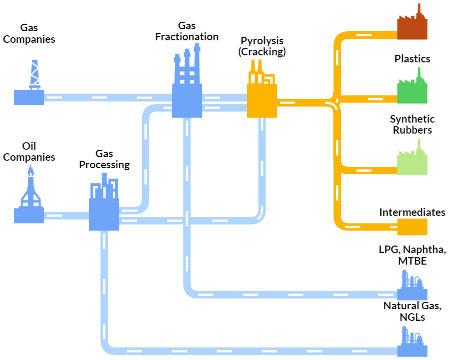 Gas
Companies
Gas
Fractionation
Pyrolysis
(Cracking)
Plastics
Synthetic
Rubbers
Oil
Companies
Gas
Processing
Intermediates
LPG, Naphtha,
MTBE
Natural Gas,
NGLs